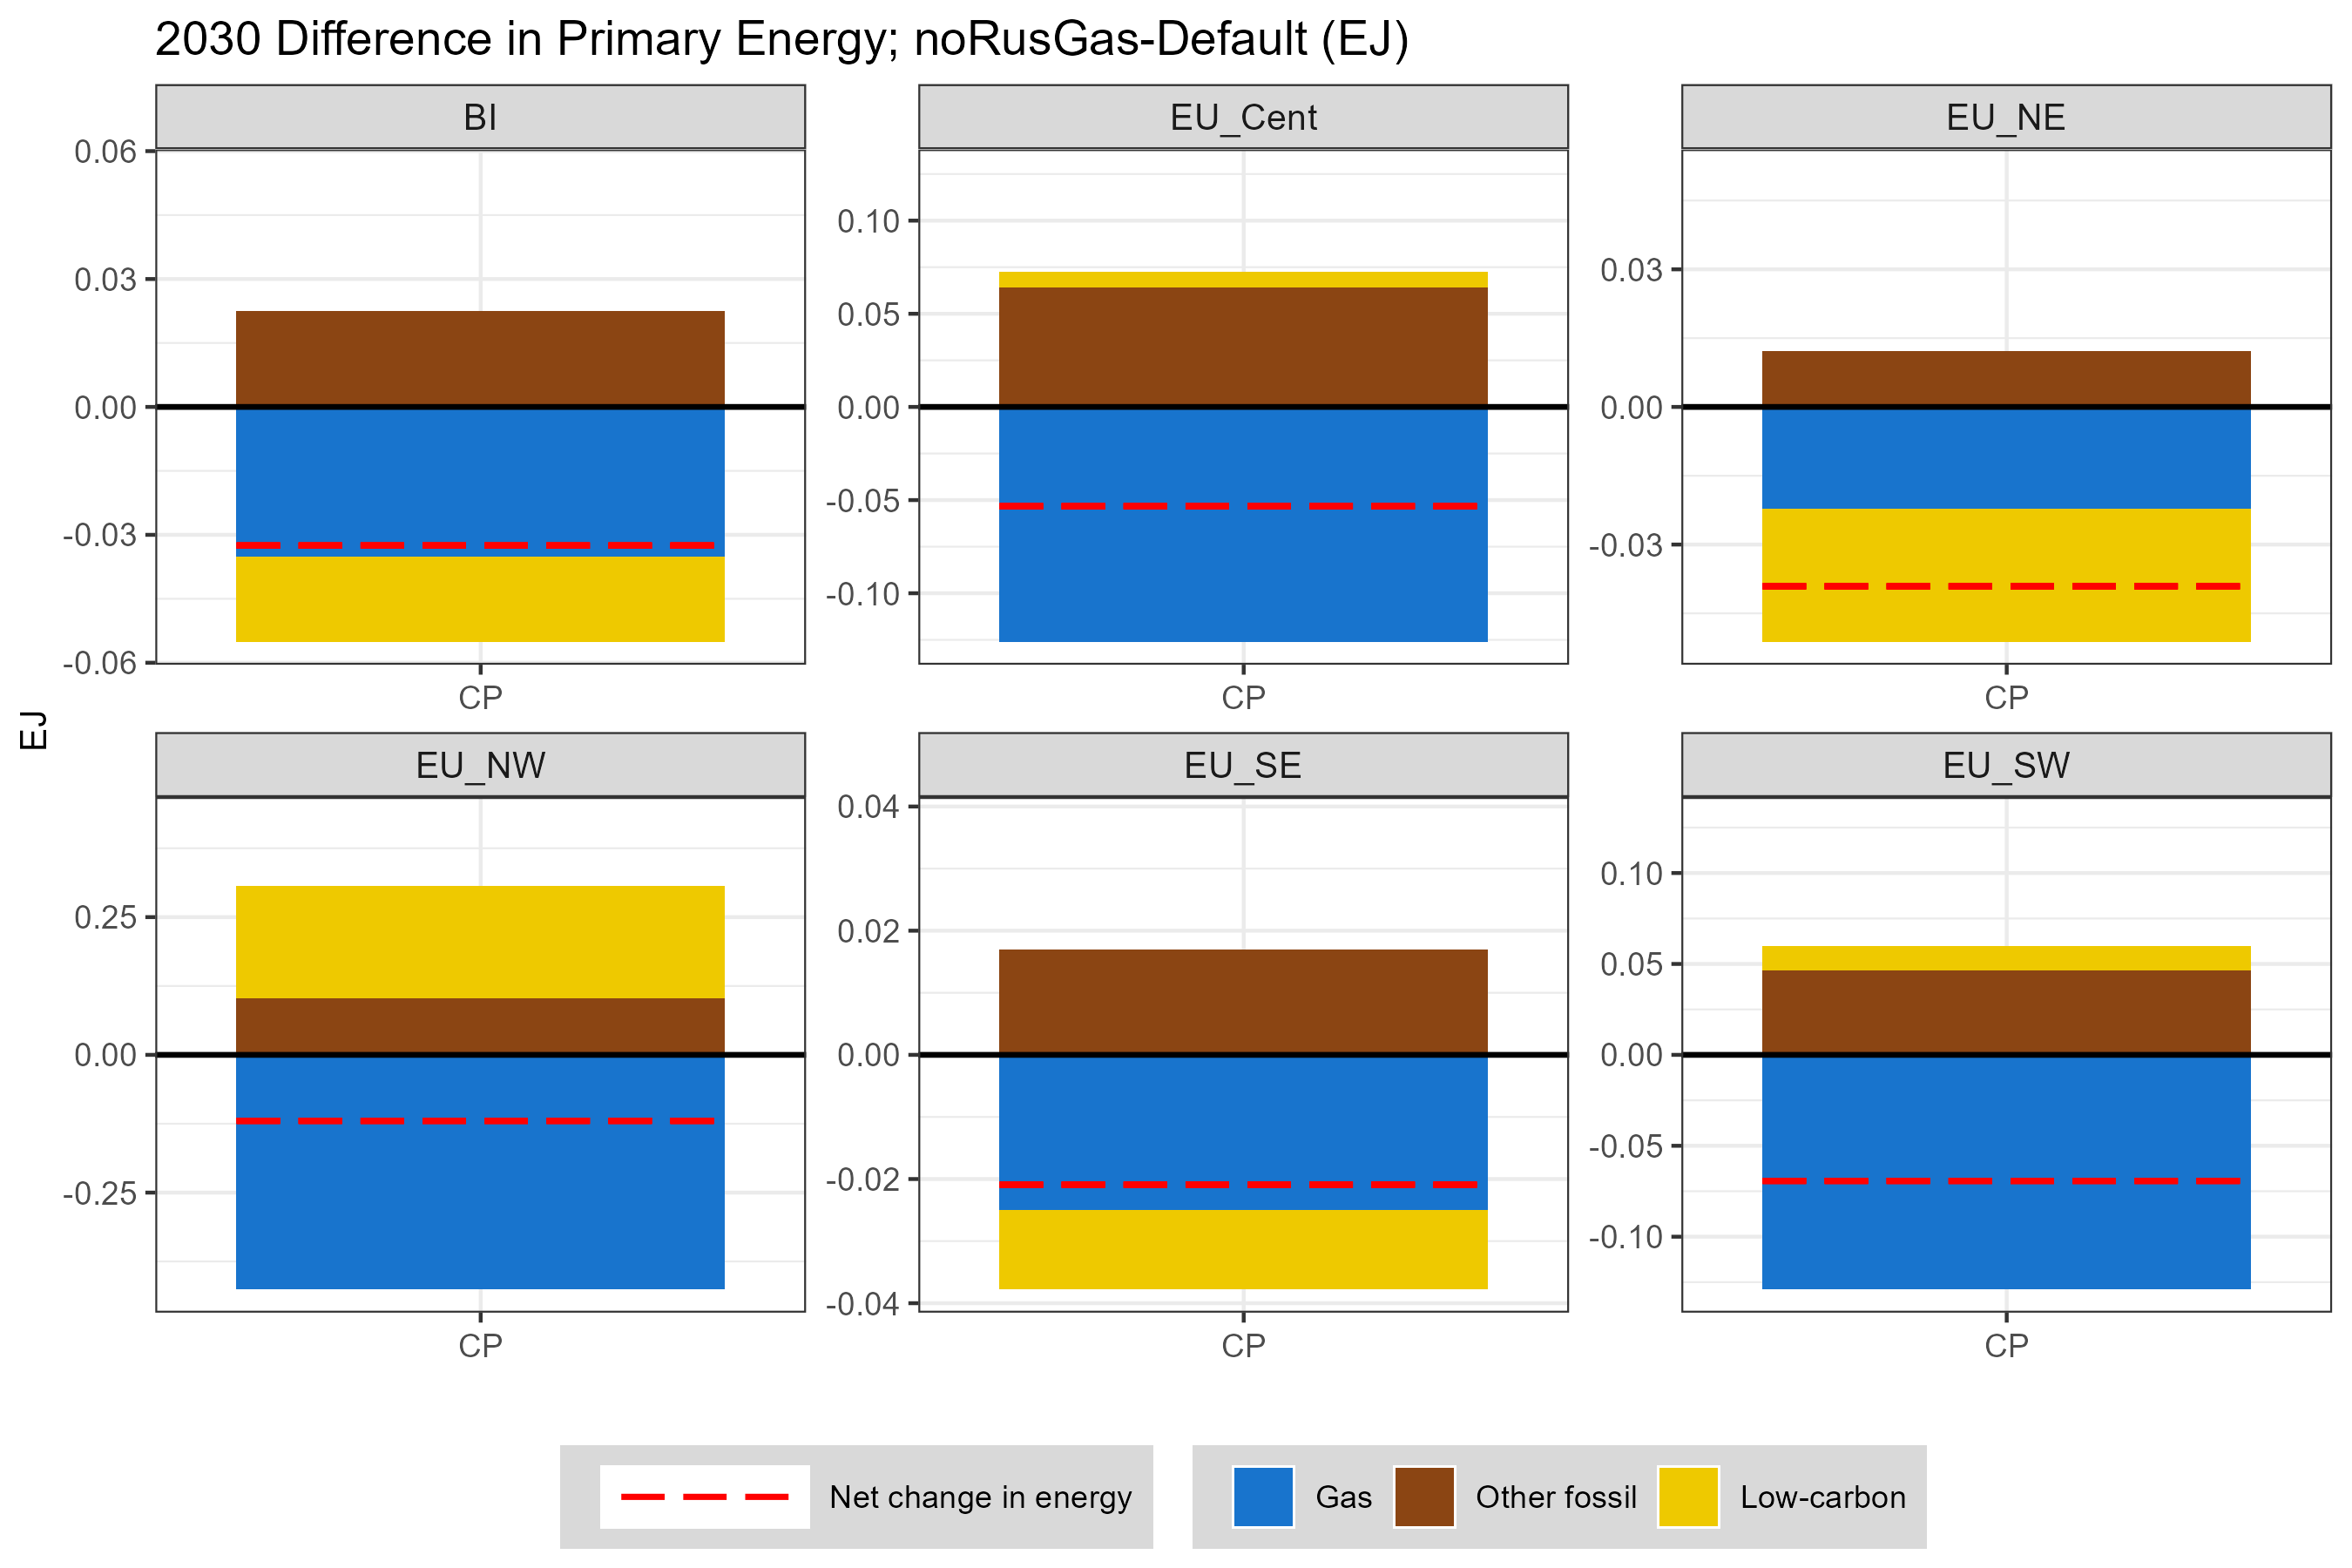 2030 Difference in Primary Energy; noRusGas-Default (EJ)
BI
EU_Cent
EU_NE
0.06
0.03
0.00
-0.03
-0.06
0.10
0.05
0.00
-0.05
-0.10
0.03
0.00
-0.03
CP
CP
CP
EJ
EU_NW
EU_SE
EU_SW
0.25
0.00
-0.25
0.04
0.02
0.00
-0.02
-0.04
0.10
0.05
0.00
-0.05
-0.10
CP
CP
CP
Net change in energy
Gas
Other fossil
Low-carbon